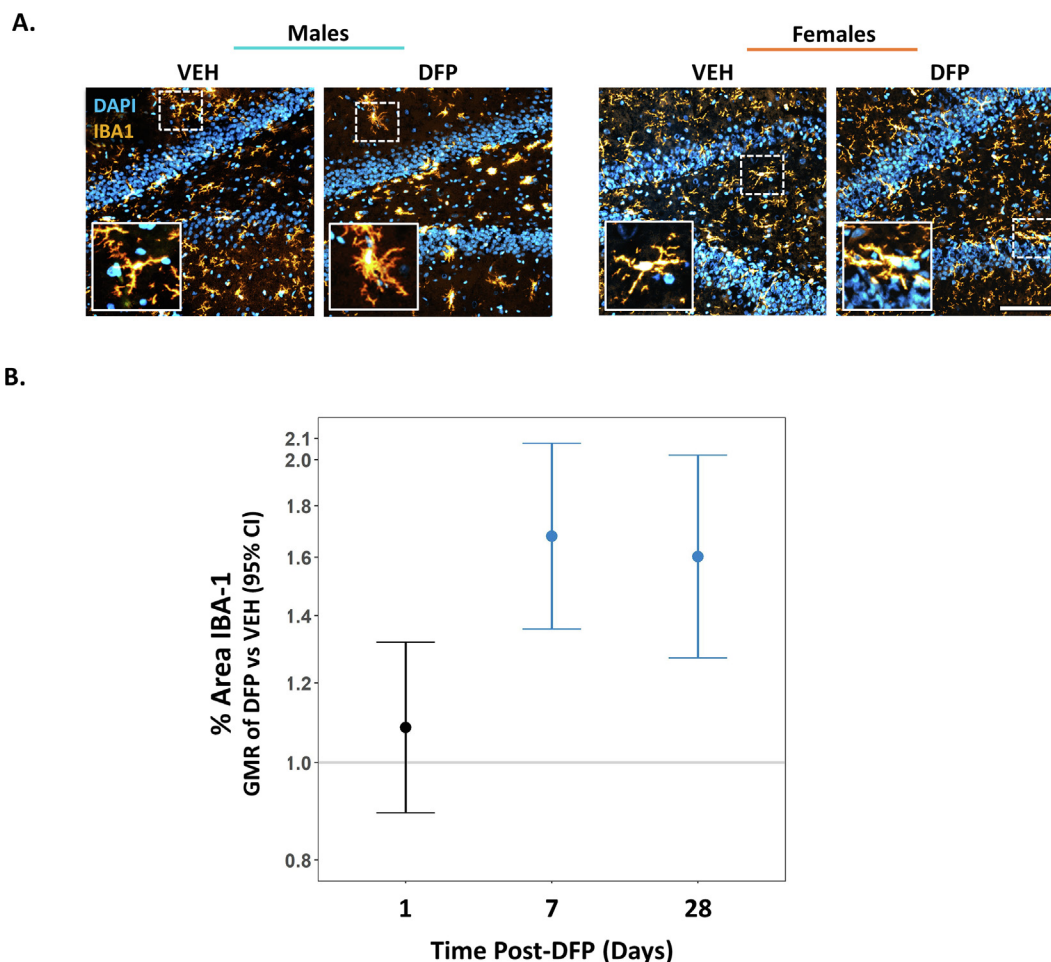 A.
Males
Females
VEH
DFP
VEH
DFP
DAPI
IBA1
B.
% Area IBA-1
GMR of DFP vs VEH (95% CI)
2.1
2.0
1.8
1.6
1.4
1.2
1.0
0.8
1
7
28
Time Post-DFP (Days)